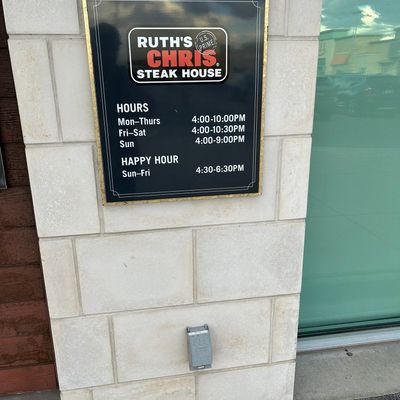 RUTH'S
U.S. PRIME
CHRIS
STEAK HOUSE
HOURS
Mon–Thurs 4:00-10:00PM
Fri–Sat 4:00-10:30PM
Sun 4:00-9:00PM
HAPPY HOUR
Sun–Fri 4:30-6:30PM